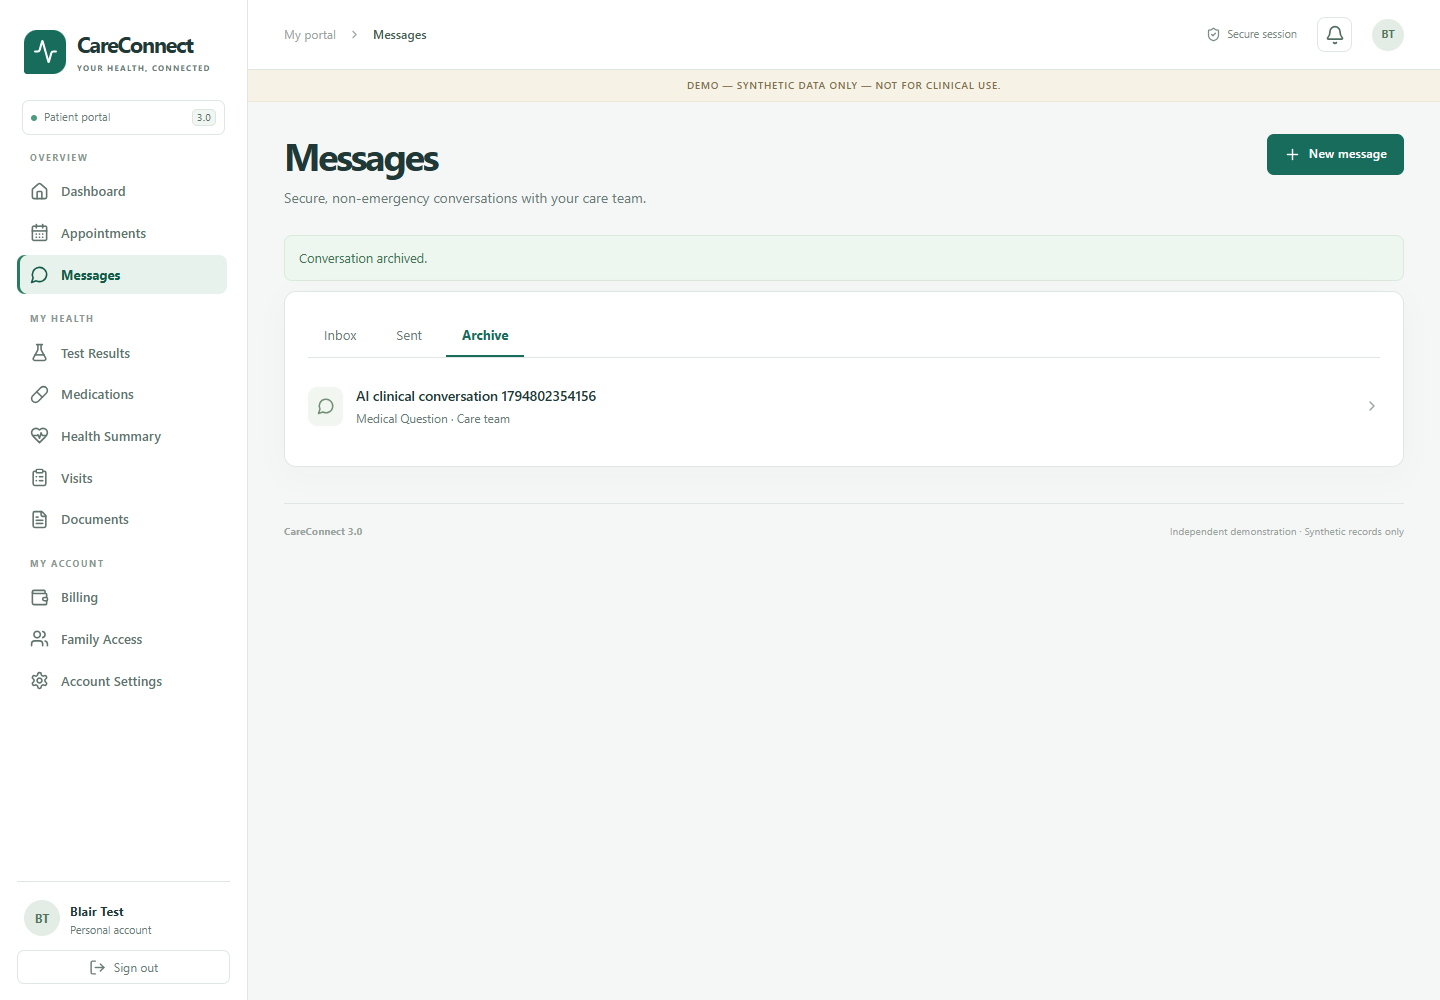 CareConnect
YOUR HEALTH, CONNECTED
Patient portal 3.0
OVERVIEW
Dashboard
Appointments
Messages
MY HEALTH
Test Results
Medications
Health Summary
Visits
Documents
MY ACCOUNT
Billing
Family Access
Account Settings
BT
Blair Test
Personal account
Sign out
My portal > Messages
Secure session
BT
DEMO — SYNTHETIC DATA ONLY — NOT FOR CLINICAL USE.
Messages
Secure, non-emergency conversations with your care team.
New message
Conversation archived.
Inbox Sent Archive
AI clinical conversation 1794802354156
Medical Question · Care team
CareConnect 3.0
Independent demonstration · Synthetic records only